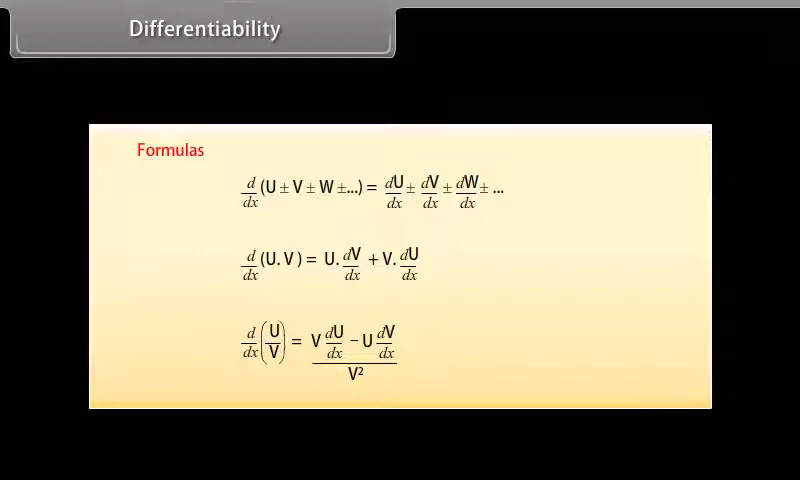 Differentiability
Formulas
d/dx (U ± V ± W ±...) = dU/dx ± dV/dx ± dW/dx ± ...
d/dx (U. V ) = U. dV/dx + V. dU/dx
d/dx (U/V) = (V dU/dx − U dV/dx) / V²